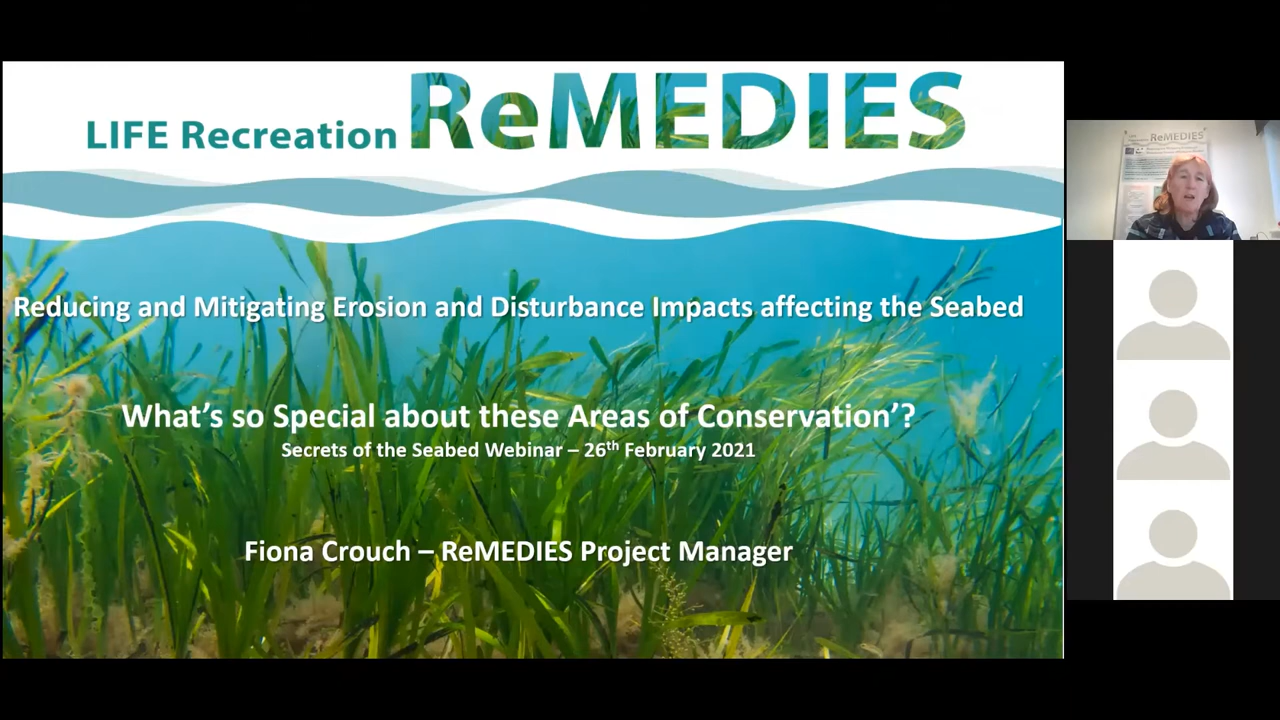 LIFE Recreation ReMEDIES
Reducing and Mitigating Erosion and Disturbance Impacts affecting the Seabed
What's so Special about these Areas of Conservation'?
Secrets of the Seabed Webinar – 26th February 2021
Fiona Crouch – ReMEDIES Project Manager
ReMEDIES